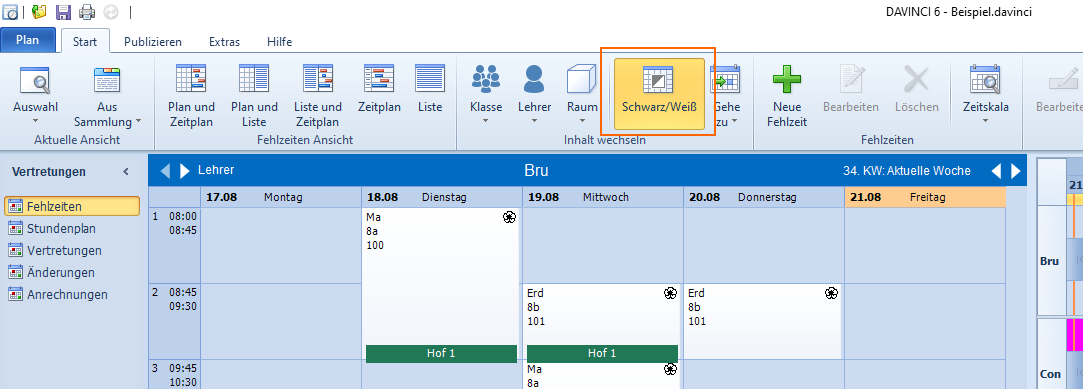 DAVINCI 6 - Beispiel.davinci
Plan Start Publizieren Extras Hilfe
Auswahl
Aus Sammlung
Plan und Zeitplan
Plan und Liste
Liste und Zeitplan
Zeitplan
Liste
Klasse
Lehrer
Raum
Schwarz/Weiß
Gehe zu
Neue Fehlzeit
Bearbeiten
Löschen
Zeitskala
Bearbeite
Aktuelle Ansicht
Fehlzeiten Ansicht
Inhalt wechseln
Fehlzeiten
Vertretungen
Fehlzeiten
Stundenplan
Vertretungen
Änderungen
Anrechnungen
Lehrer Bru 34. KW: Aktuelle Woche
17.08 Montag 18.08 Dienstag 19.08 Mittwoch 20.08 Donnerstag 21.08 Freitag
1 08:00
08:45
Ma
8a
100
Hof 1
2 08:45
09:30
Erd
8b
101
Hof 1
Erd
8b
101
3 09:45
10:30
Ma
8a
21
Bru
Con